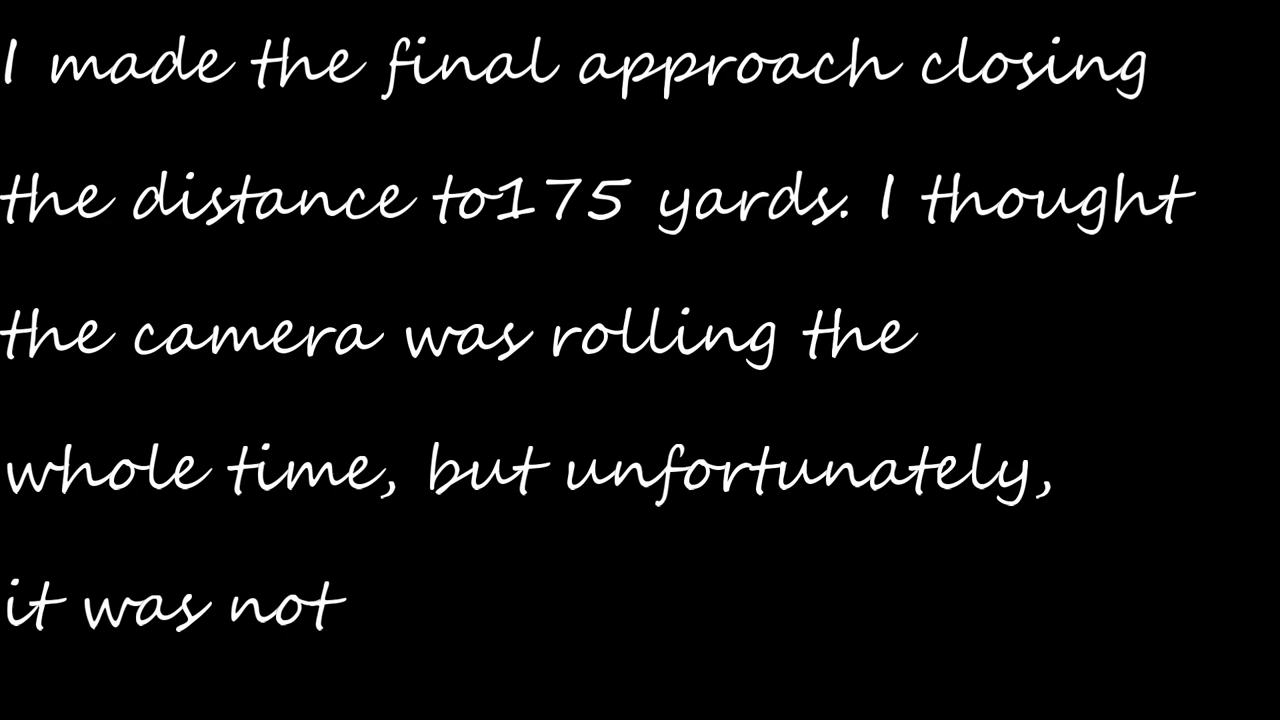 I made the final approach closing
the distance to175 yards. I thought
the camera was rolling the
whole time, but unfortunately,
it was not